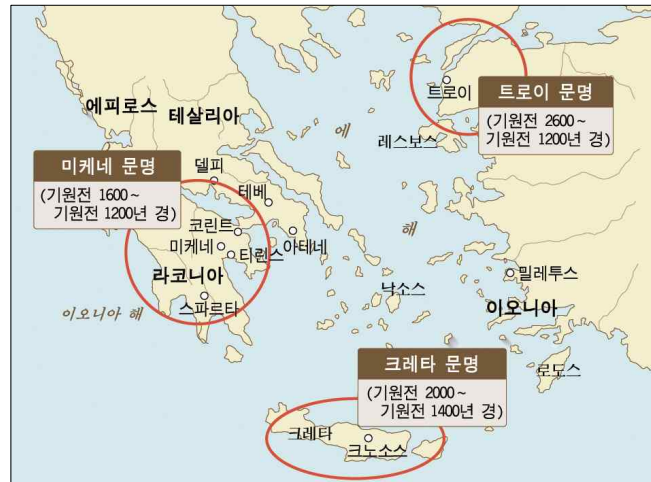 에피로스
테살리아
트로이
트로이 문명
(기원전 2600~
기원전 1200년 경)
레스보스
에
게
해
미케네 문명
(기원전 1600~
기원전 1200년 경)
델피
테베
코린트
미케네
티린스
아테네
라코니아
스파르타
이오니아 해
낙소스
밀레투스
이오니아
로도스
크레타 문명
(기원전 2000~
기원전 1400년 경)
크레타
크노소스